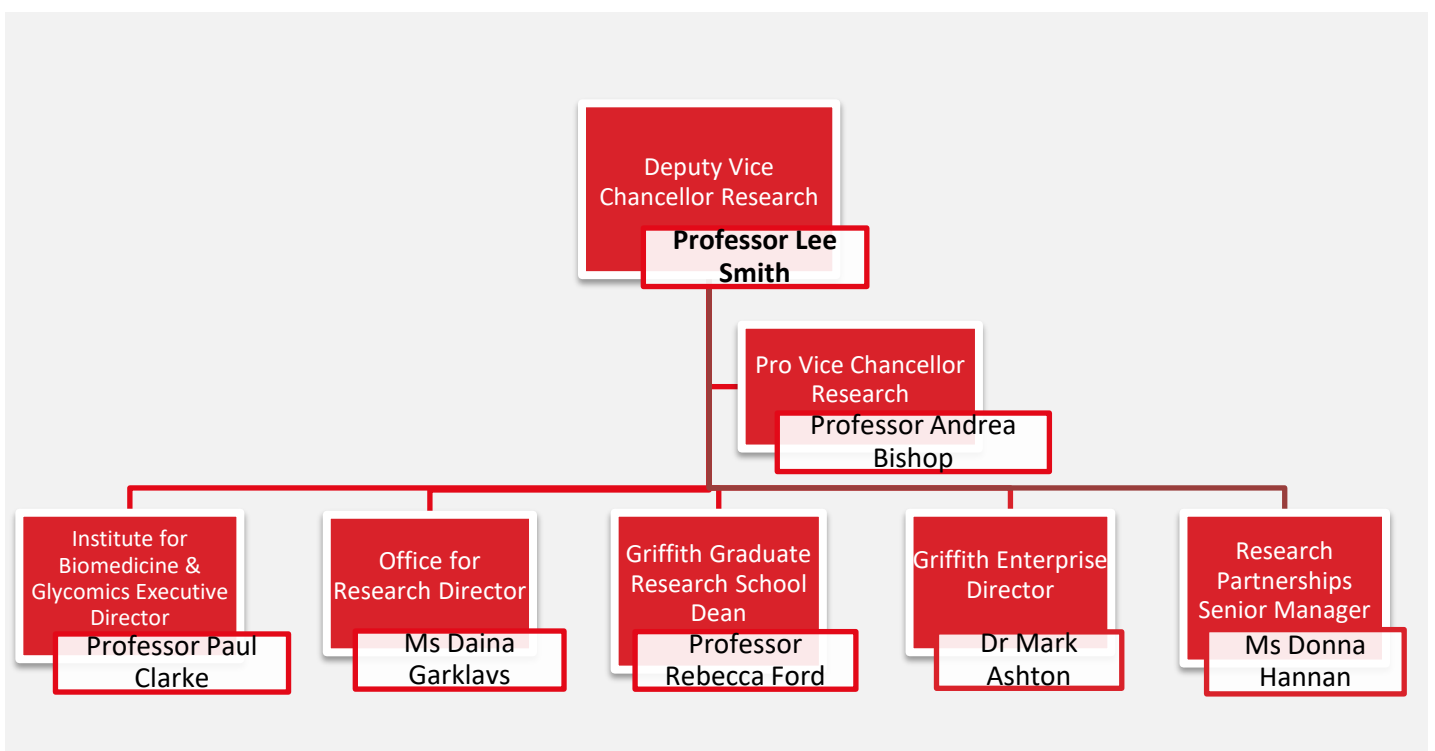 Deputy Vice
Chancellor Research
Professor Lee
Smith
Pro Vice Chancellor
Research
Professor Andrea
Bishop
Institute for
Biomedicine &
Glycomics Executive
Director
Professor Paul
Clarke
Office for
Research Director
Ms Daina
Garklavs
Griffith Graduate
Research School
Dean
Professor
Rebecca Ford
Griffith Enterprise
Director
Dr Mark
Ashton
Research
Partnerships
Senior Manager
Ms Donna
Hannan